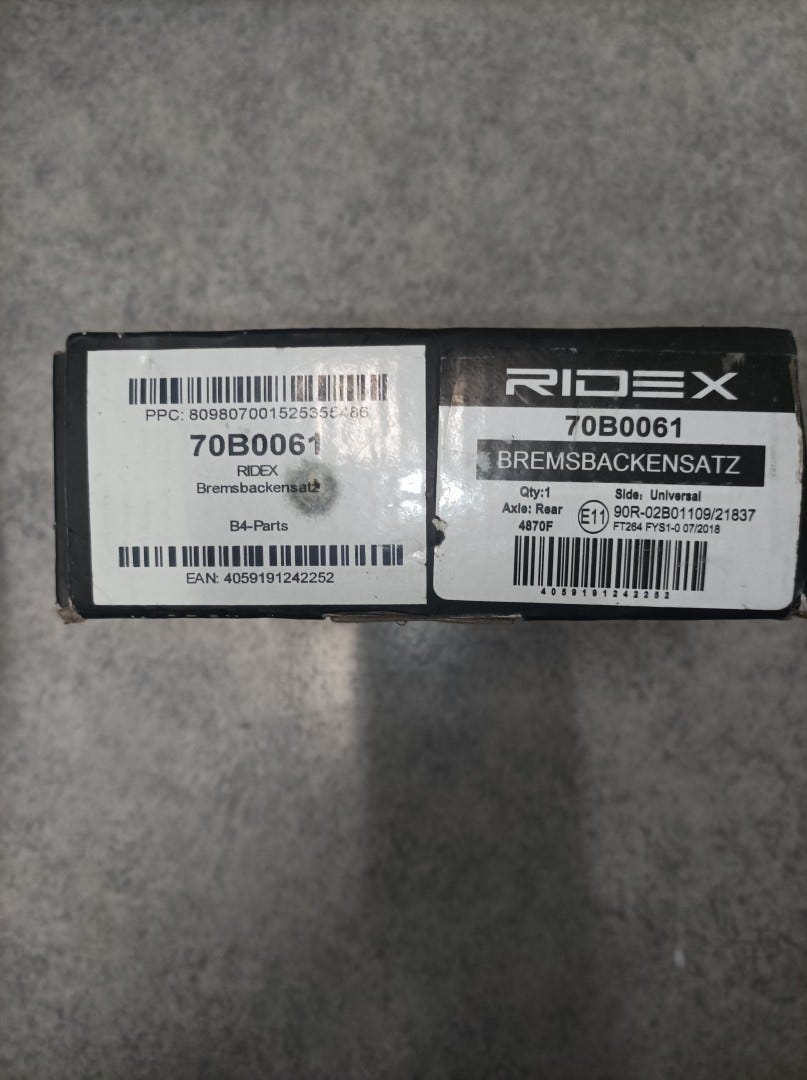 PPC: 809807001525355486
70B0061
RIDEX
Bremsbackensatz
B4-Parts
EAN: 4059191242252
RIDEX
70B0061
BREMSBACKENSATZ
Qty:1 Side: Universal
Axle: Rear E11 90R-02B01109/21837
4870F FT264 FYS1-0 07/2018
4059191242252